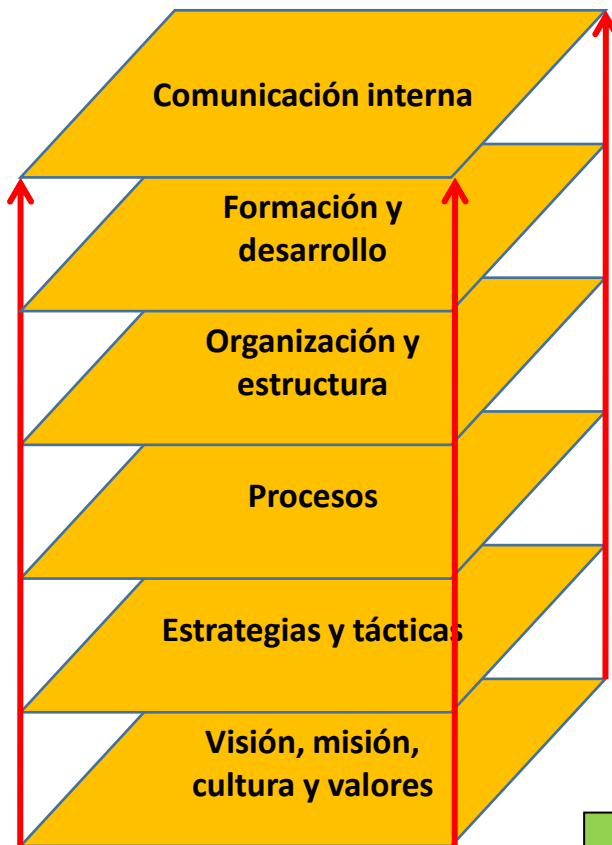 Comunicación interna
Formación y
desarrollo
Organización y
estructura
Procesos
Estrategias y tácticas
Visión, misión,
cultura y valores